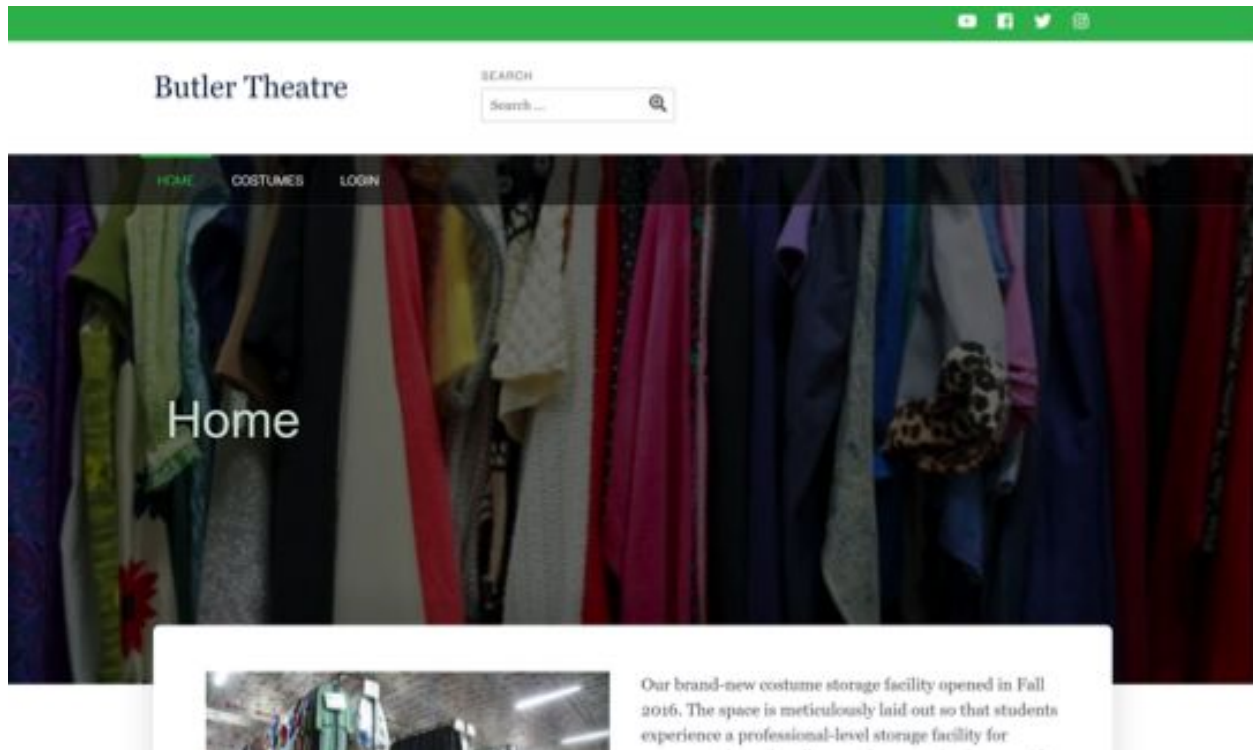 Butler Theatre
SEARCH
Search ...
HOME COSTUMES LOGIN
Home
Our brand-new costume storage facility opened in Fall
2016. The space is meticulously laid out so that students
experience a professional-level storage facility for